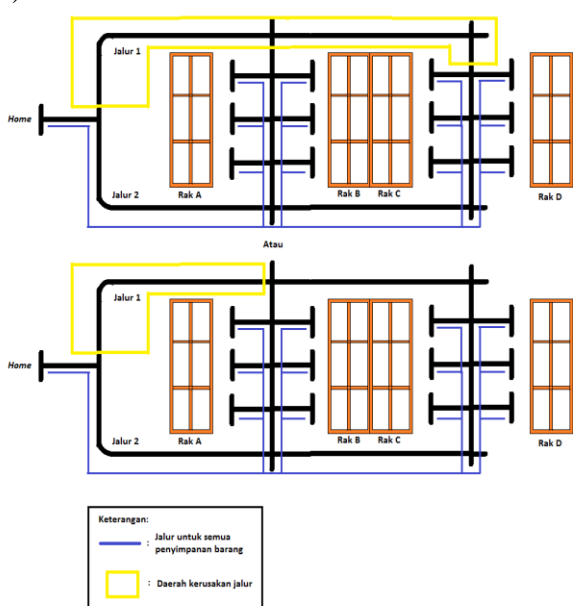 Jalur 1
Home
Jalur 2
Rak A
Rak B
Rak C
Rak D
Atau
Jalur 1
Home
Jalur 2
Rak A
Rak B
Rak C
Rak D
Keterangan:
: Jalur untuk semua
penyimpanan barang
: Daerah kerusakan jalur